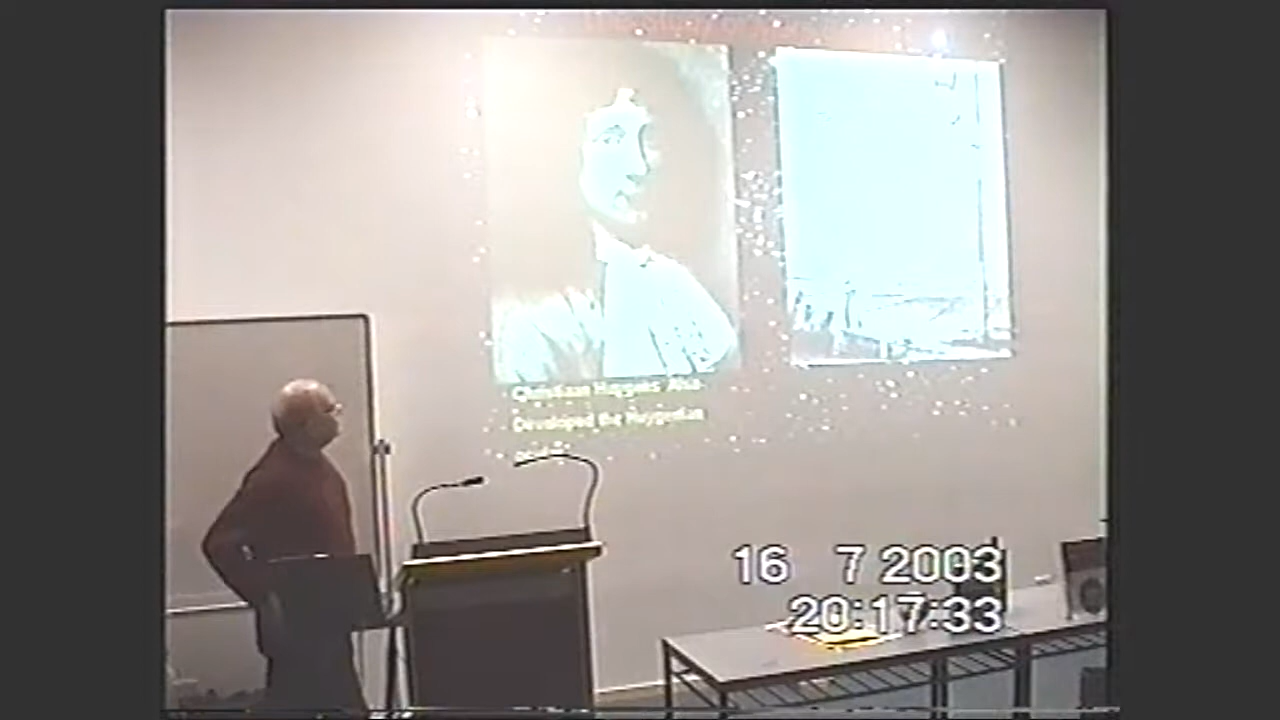 Christiaan Huygens. Also
Developed the Huygenian
16 7 2003
20:17:33